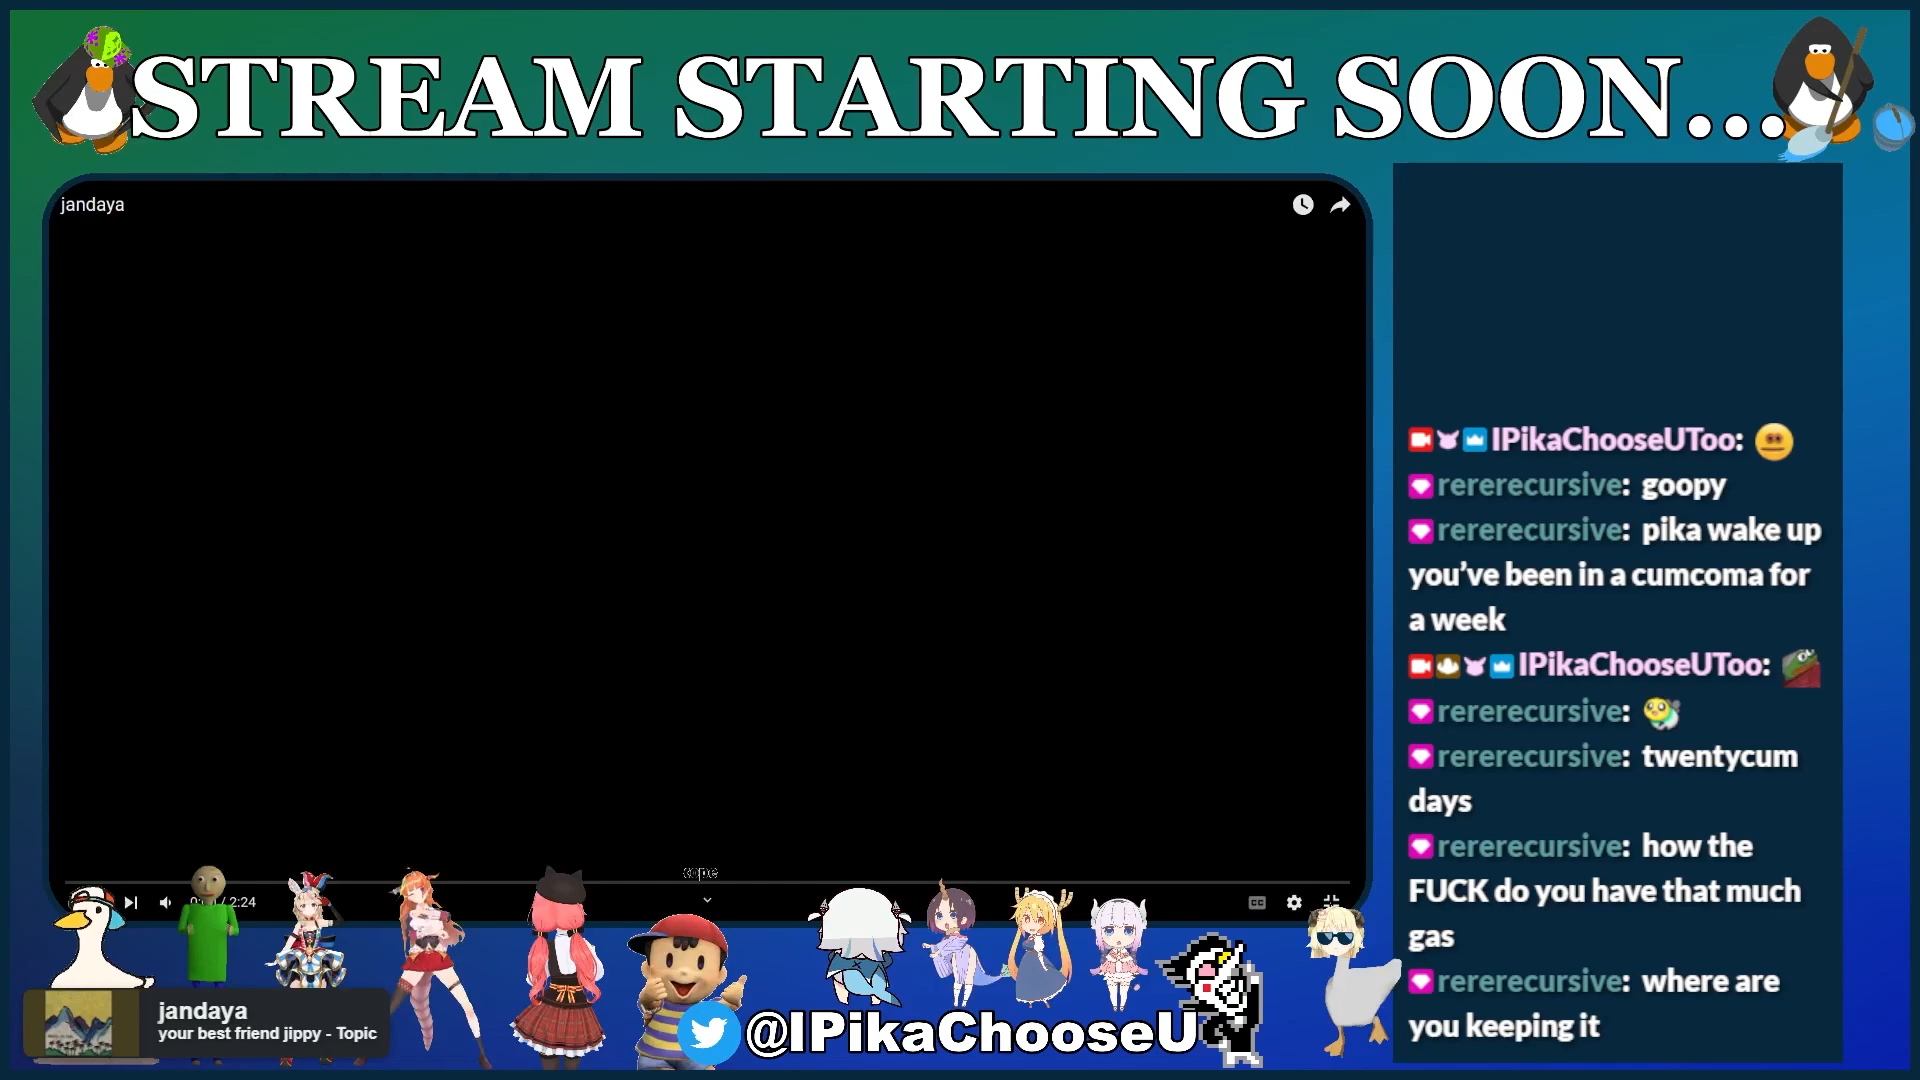 STREAM STARTING SOON...
jandaya
IPikaChooseUToo:
rererecursive: goopy
rererecursive: pika wake up
you’ve been in a cumcoma for
a week
IPikaChooseUToo:
rererecursive:
rererecursive: twentycum
days
rererecursive: how the
FUCK do you have that much
gas
rererecursive: where are
you keeping it
cope
/ 2:24
CC
jandaya
your best friend jippy - Topic
@IPikaChooseU